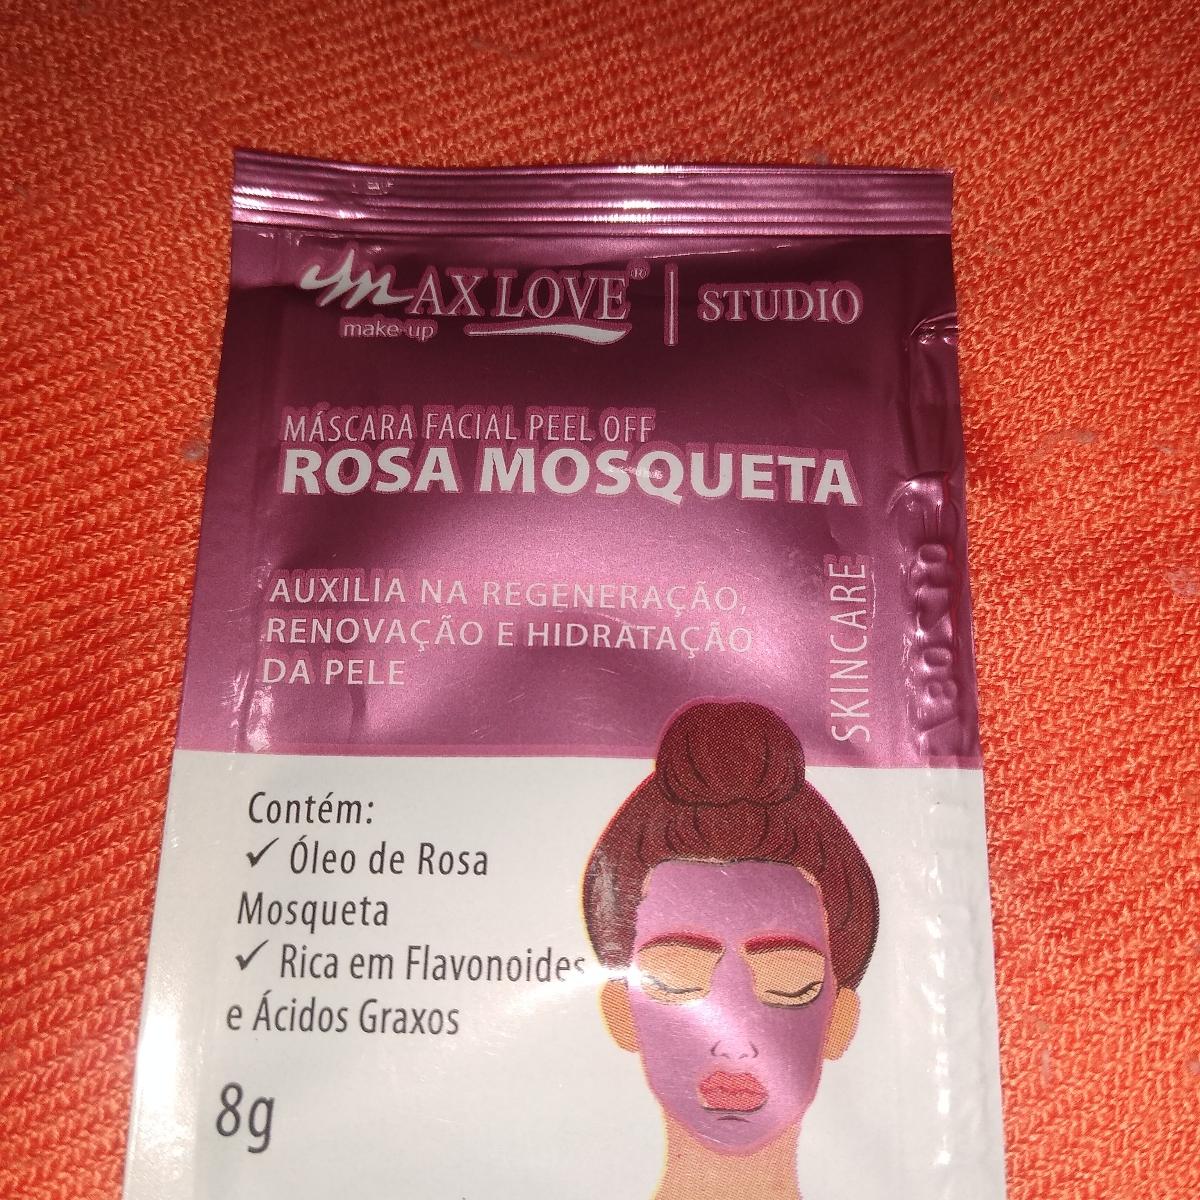 MAX LOVE® | STUDIO
make-up
MÁSCARA FACIAL PEEL OFF
ROSA MOSQUETA
AUXILIA NA REGENERAÇÃO,
RENOVAÇÃO E HIDRATAÇÃO
DA PELE
SKINCARE
Contém:
✓ Óleo de Rosa
Mosqueta
✓ Rica em Flavonoides
e Ácidos Graxos
8g